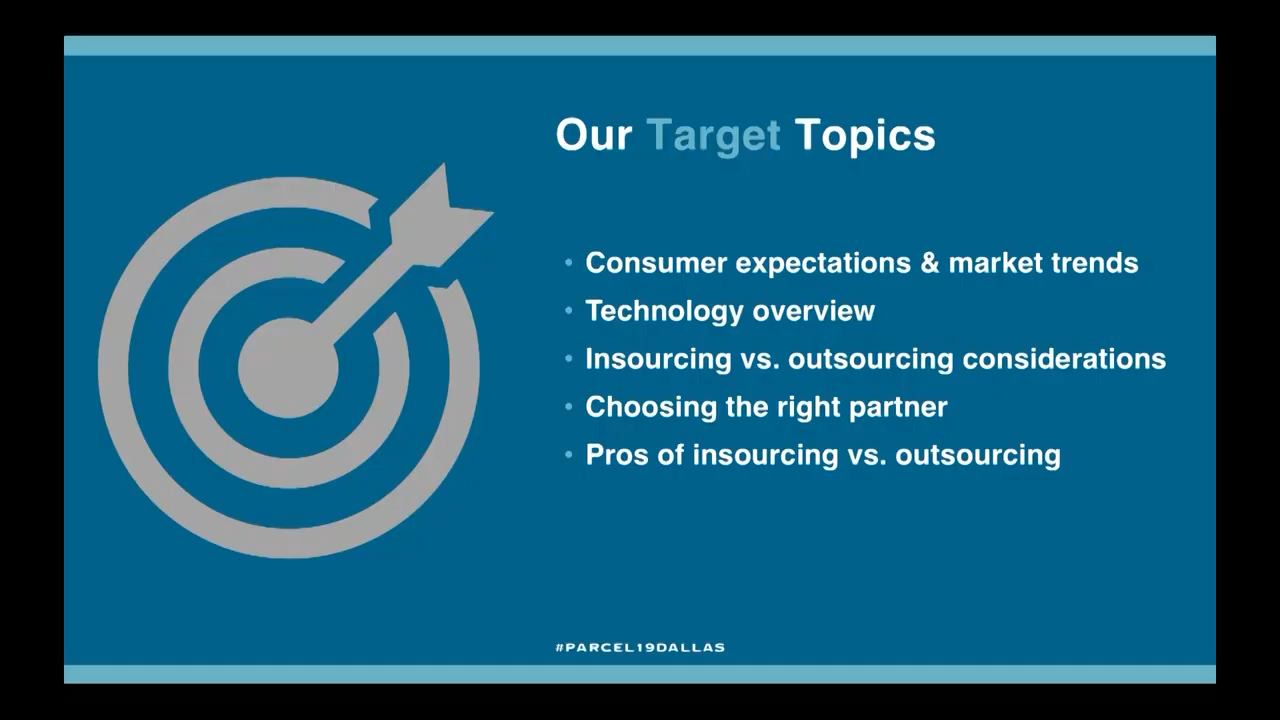 Our Target Topics
• Consumer expectations & market trends
• Technology overview
• Insourcing vs. outsourcing considerations
• Choosing the right partner
• Pros of insourcing vs. outsourcing
#PARCEL19DALLAS